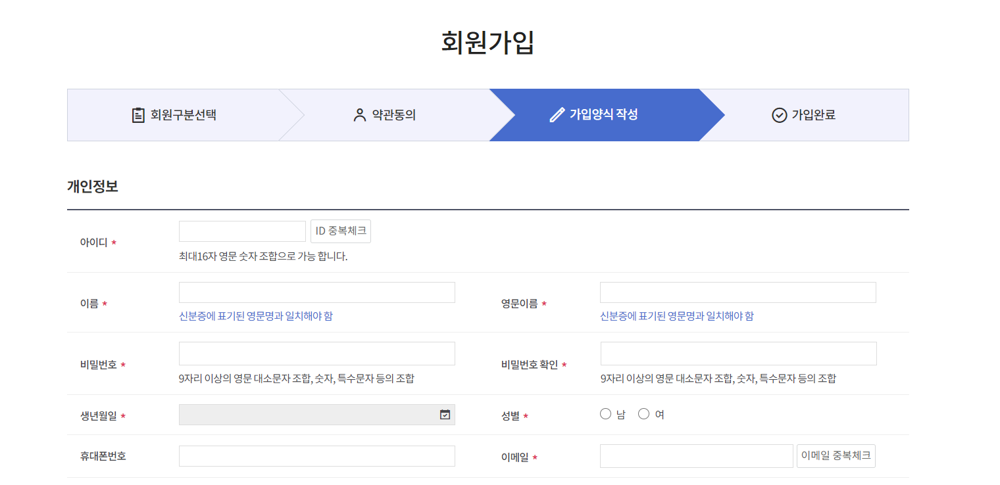 회원가입
회원구분선택 약관동의 가입양식 작성 가입완료
개인정보
아이디 * ID 중복체크
최대16자 영문 숫자 조합으로 가능 합니다.
이름 * 영문이름 *
신분증에 표기된 영문명과 일치해야 함 신분증에 표기된 영문명과 일치해야 함
비밀번호 * 비밀번호 확인 *
9자리 이상의 영문 대소문자 조합, 숫자, 특수문자 등의 조합 9자리 이상의 영문 대소문자 조합, 숫자, 특수문자 등의 조합
생년월일 * 성별 * 남 여
휴대폰번호 이메일 * 이메일 중복체크